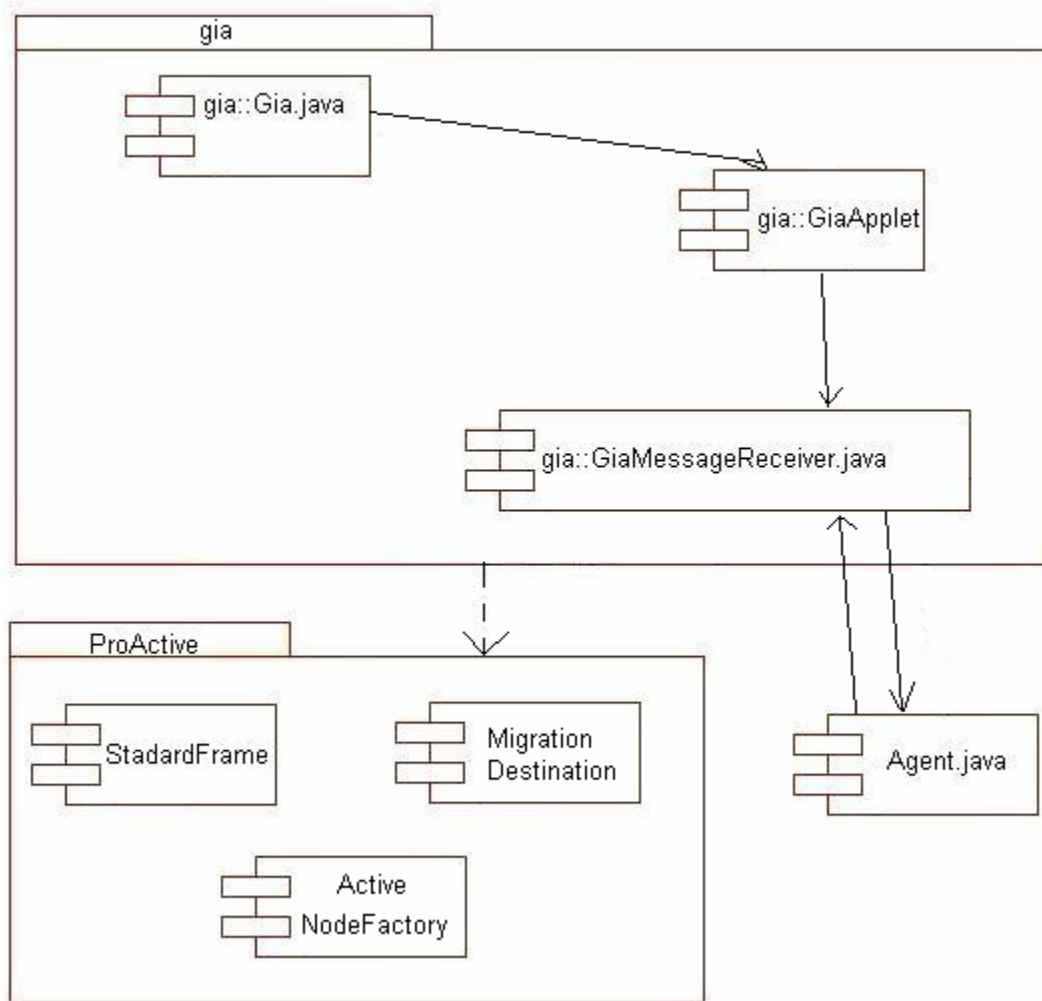 gia
gia::Gia.java
gia::GiaApplet
gia::GiaMessageReceiver.java
ProActive
StadardFrame
Migration
Destination
Agent.java
Active
NodeFactory